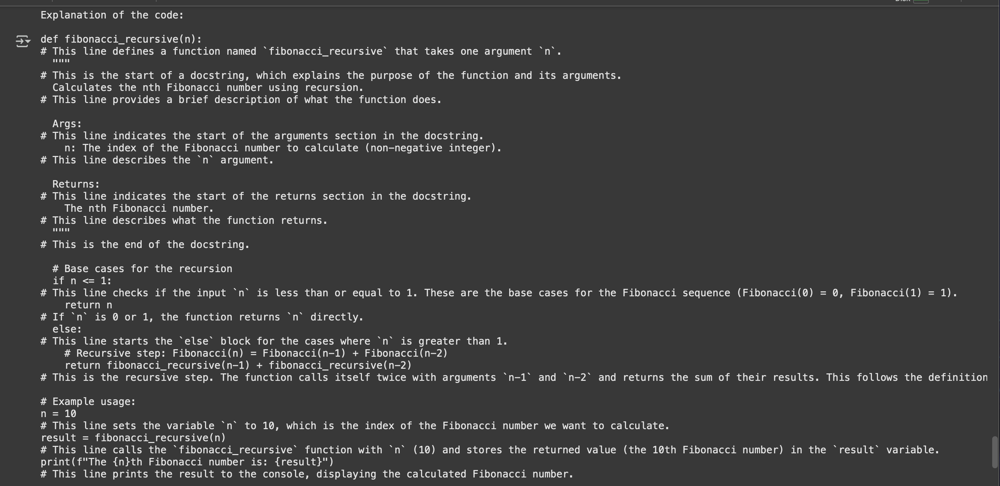 Explanation of the code:

def fibonacci_recursive(n):
# This line defines a function named `fibonacci_recursive` that takes one argument `n`.
  """
# This is the start of a docstring, which explains the purpose of the function and its arguments.
  Calculates the nth Fibonacci number using recursion.
# This line provides a brief description of what the function does.

  Args:
# This line indicates the start of the arguments section in the docstring.
    n: The index of the Fibonacci number to calculate (non-negative integer).
# This line describes the `n` argument.

  Returns:
# This line indicates the start of the returns section in the docstring.
    The nth Fibonacci number.
# This line describes what the function returns.
  """
# This is the end of the docstring.

  # Base cases for the recursion
  if n <= 1:
# This line checks if the input `n` is less than or equal to 1. These are the base cases for the Fibonacci sequence (Fibonacci(0) = 0, Fibonacci(1) = 1).
    return n
# If `n` is 0 or 1, the function returns `n` directly.
  else:
# This line starts the `else` block for the cases where `n` is greater than 1.
    # Recursive step: Fibonacci(n) = Fibonacci(n-1) + Fibonacci(n-2)
    return fibonacci_recursive(n-1) + fibonacci_recursive(n-2)
# This is the recursive step. The function calls itself twice with arguments `n-1` and `n-2` and returns the sum of their results. This follows the definition

# Example usage:
n = 10
# This line sets the variable `n` to 10, which is the index of the Fibonacci number we want to calculate.
result = fibonacci_recursive(n)
# This line calls the `fibonacci_recursive` function with `n` (10) and stores the returned value (the 10th Fibonacci number) in the `result` variable.
print(f"The {n}th Fibonacci number is: {result}")
# This line prints the result to the console, displaying the calculated Fibonacci number.